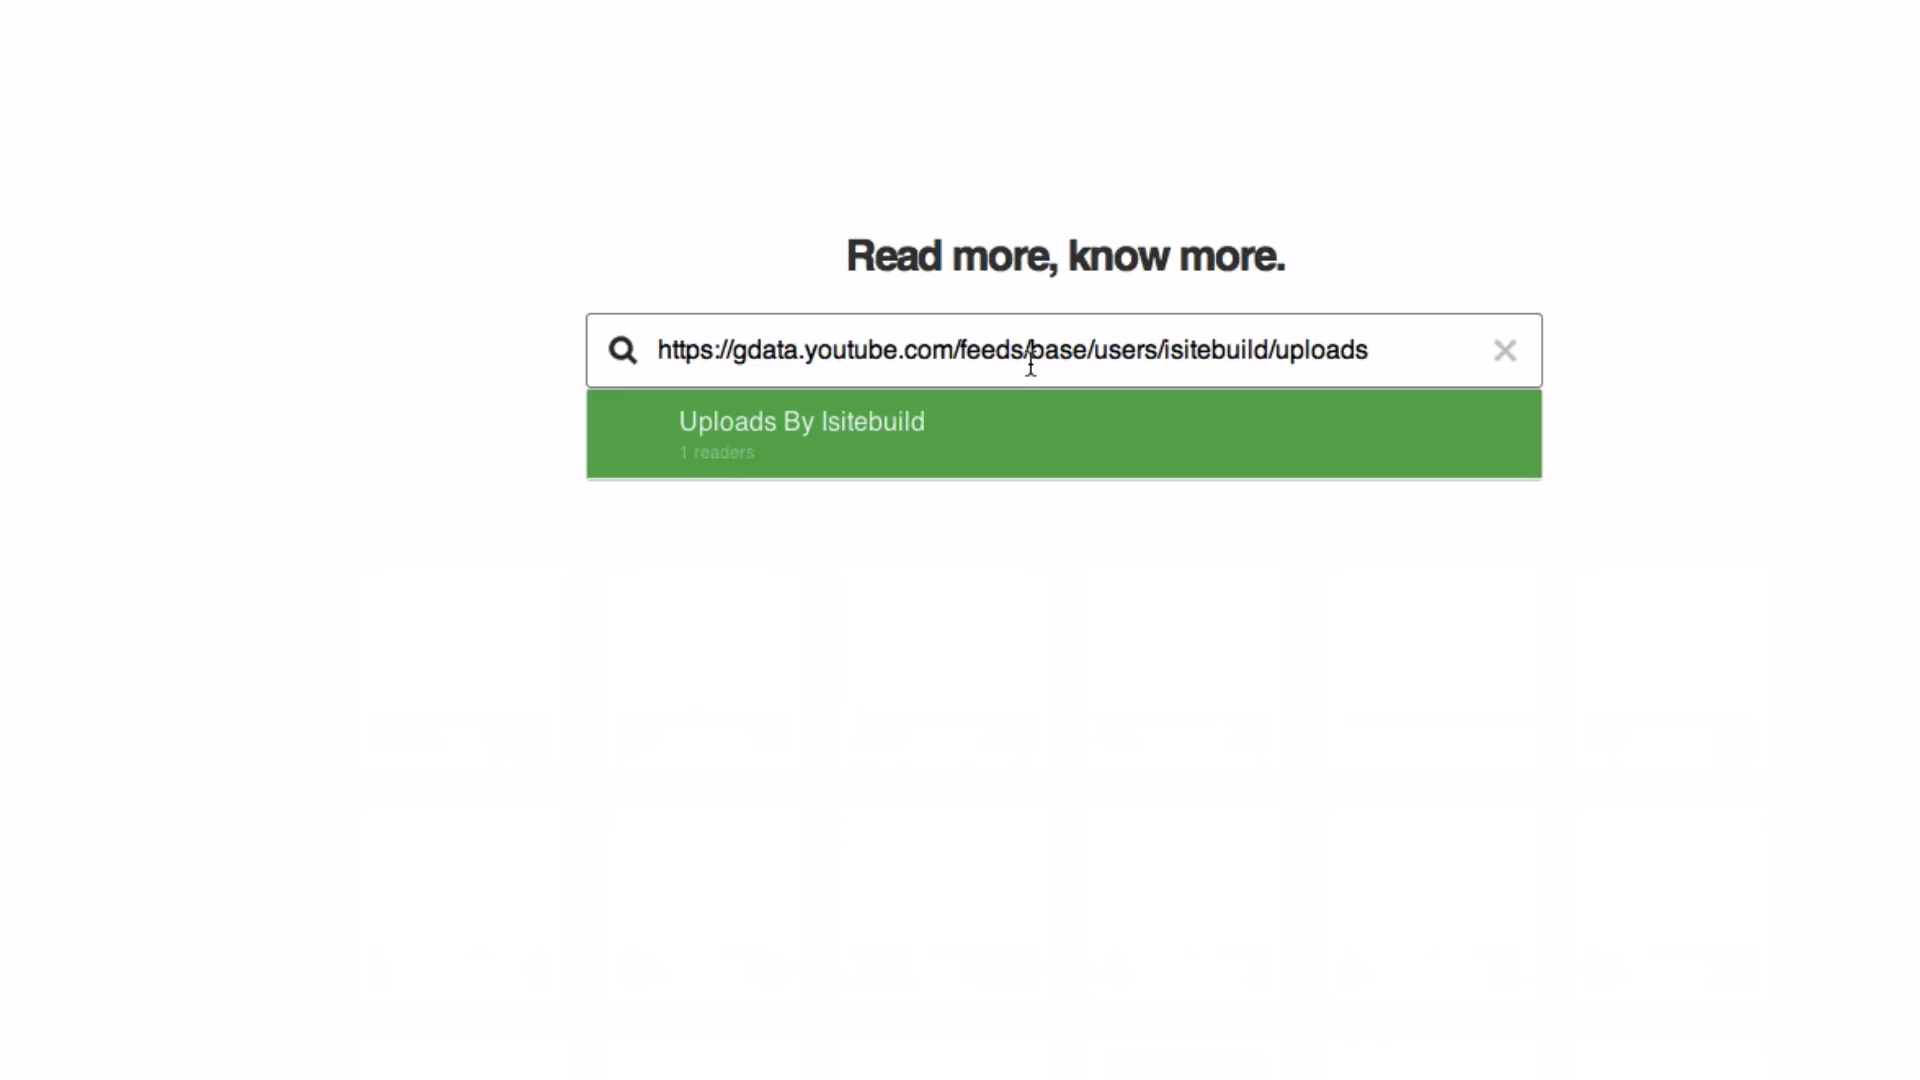 Read more, know more.
https://gdata.youtube.com/feeds/base/users/isitebuild/uploads
Uploads By Isitebuild
1 readers